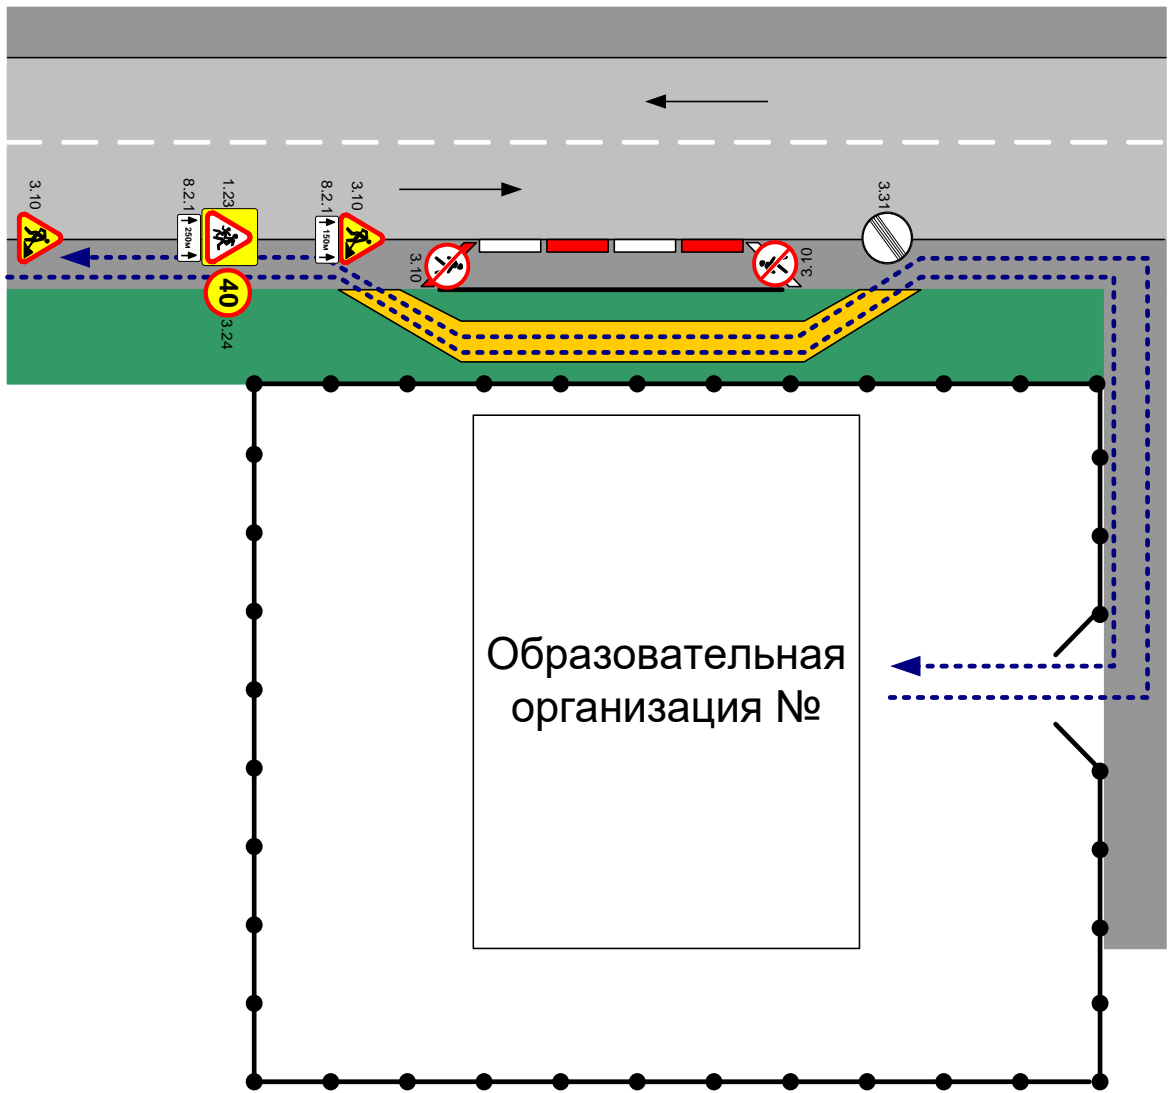 3.10
8.2.1
250м
1.23
40
3.24
8.2.1
150м
3.10
3.10
3.10
3.31
Образовательная
организация №